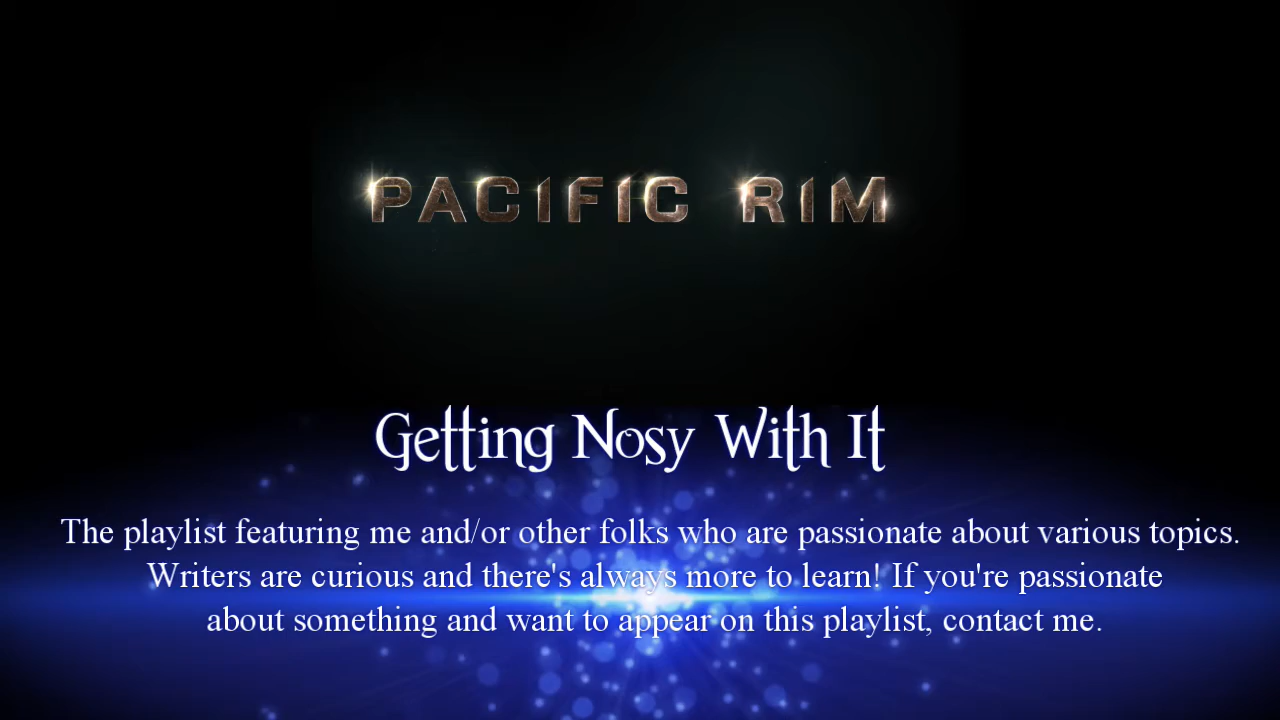 PACIFIC RIM
Getting Nosy With It
The playlist featuring me and/or other folks who are passionate about various topics.
Writers are curious and there's always more to learn! If you're passionate
about something and want to appear on this playlist, contact me.